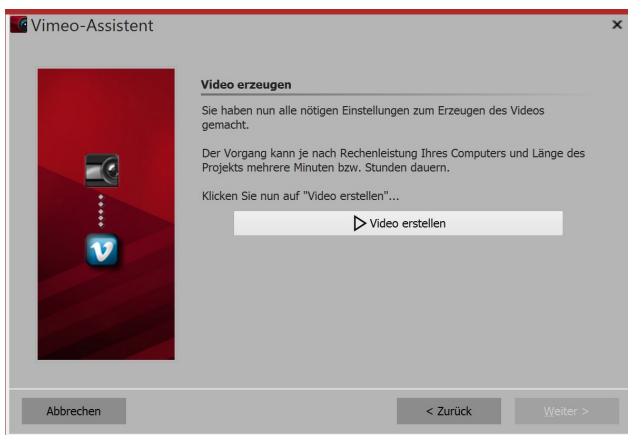 Vimeo-Assistent
Video erzeugen
Sie haben nun alle nötigen Einstellungen zum Erzeugen des Videos
gemacht.
Der Vorgang kann je nach Rechenleistung Ihres Computers und Länge des
Projekts mehrere Minuten bzw. Stunden dauern.
Klicken Sie nun auf "Video erstellen"...
Video erstellen
Abbrechen
< Zurück
Weiter >